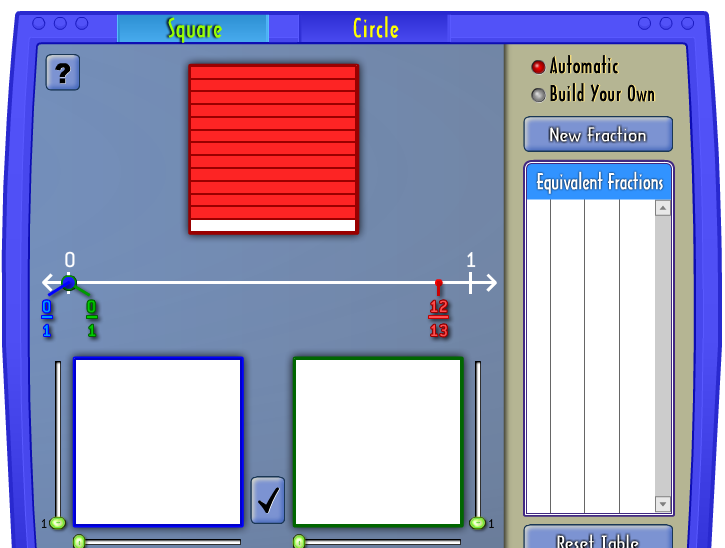 Square
Circle
?
Automatic
Build Your Own
New Fraction
Equivalent Fractions
0
1
0
1
0
1
12
13
1
1
Reset Table